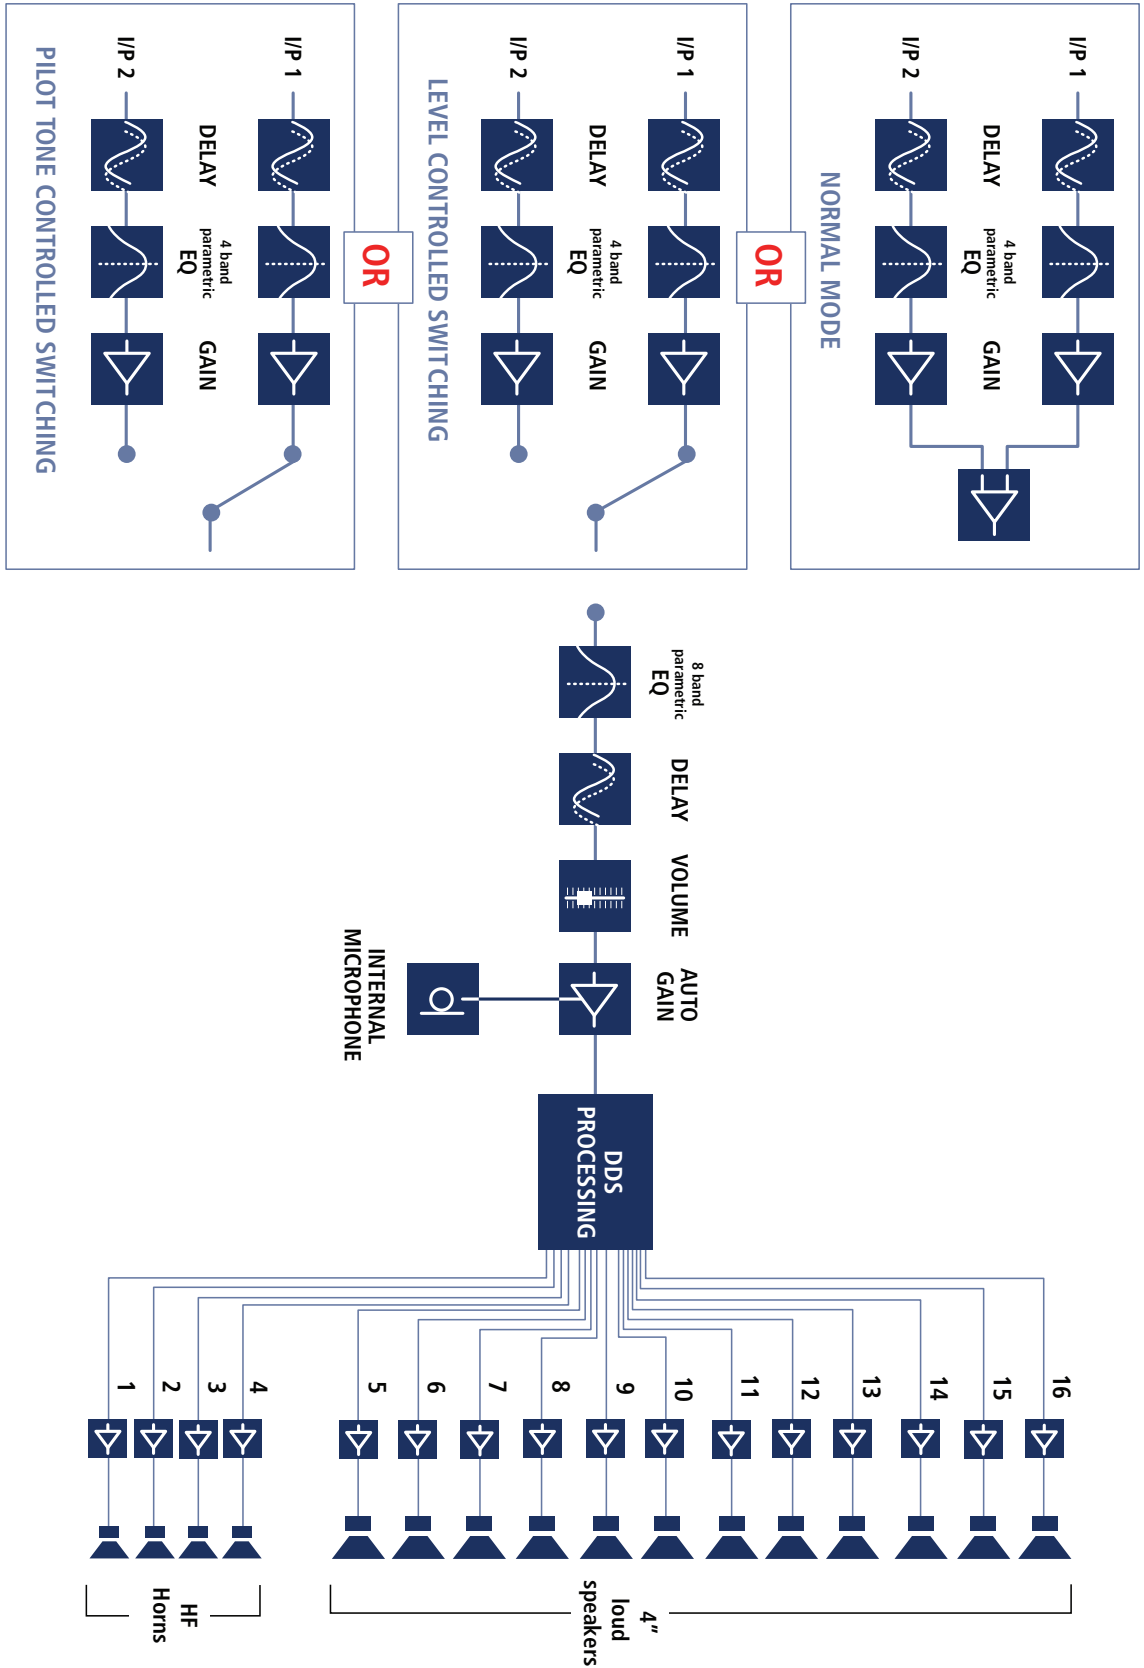 I/P 1
DELAY
4 band
parametric
EQ
GAIN
I/P 2
NORMAL MODE
OR
I/P 1
DELAY
4 band
parametric
EQ
GAIN
I/P 2
LEVEL CONTROLLED SWITCHING
OR
I/P 1
DELAY
4 band
parametric
EQ
GAIN
I/P 2
PILOT TONE CONTROLLED SWITCHING
8 band
parametric
EQ
DELAY
VOLUME
AUTO
GAIN
INTERNAL
MICROPHONE
DDS
PROCESSING
16
15
14
13
12
11
10
9
8
7
6
5
4
3
2
1
4”
loud
speakers
HF
Horns